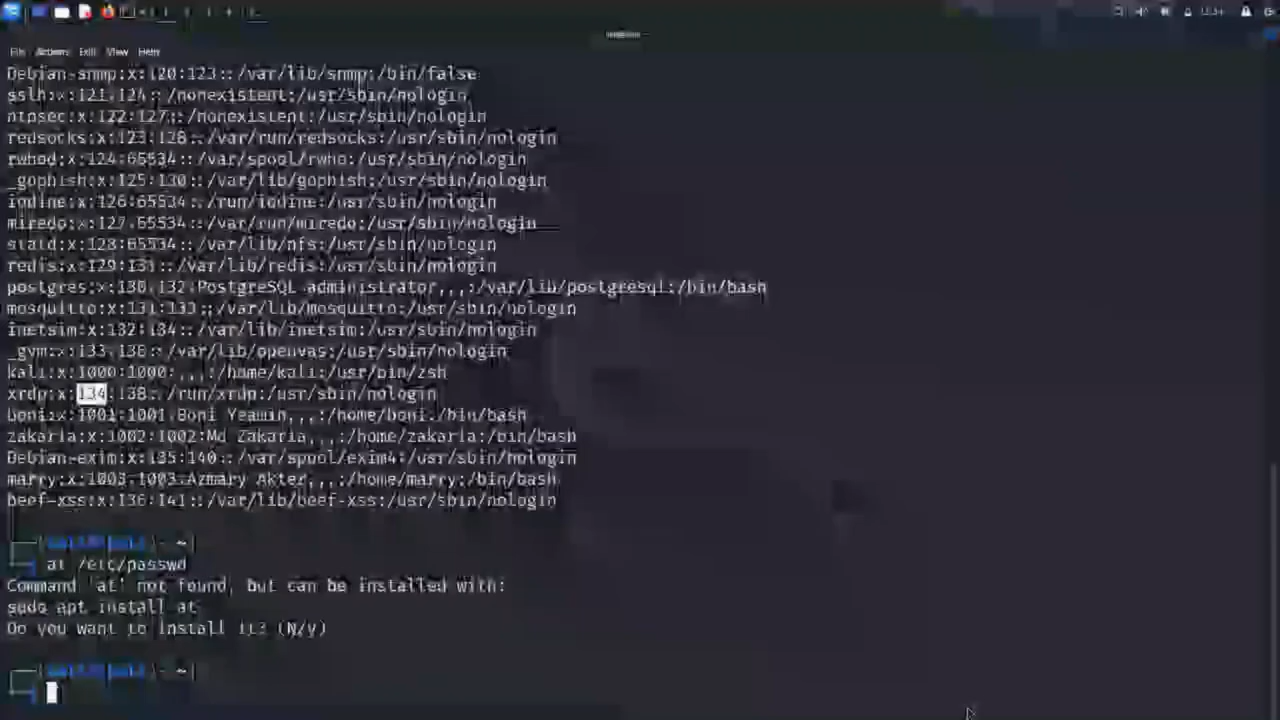 File Actions Edit View Help
Debian-snmp:x:120:123::/var/lib/snmp:/bin/false
sslh:x:121:124::/nonexistent:/usr/sbin/nologin
ntpsec:x:122:127::/nonexistent:/usr/sbin/nologin
redsocks:x:123:128::/var/run/redsocks:/usr/sbin/nologin
rwhod:x:124:65534::/var/spool/rwho:/usr/sbin/nologin
_gophish:x:125:130::/var/lib/gophish:/usr/sbin/nologin
iodine:x:126:65534::/run/iodine:/usr/sbin/nologin
miredo:x:127:65534::/var/run/miredo:/usr/sbin/nologin
statd:x:128:65534::/var/lib/nfs:/usr/sbin/nologin
redis:x:129:131::/var/lib/redis:/usr/sbin/nologin
postgres:x:130:132:PostgreSQL administrator,,,:/var/lib/postgresql:/bin/bash
mosquitto:x:131:133::/var/lib/mosquitto:/usr/sbin/nologin
inetsim:x:132:134::/var/lib/inetsim:/usr/sbin/nologin
_gvm:x:133:136::/var/lib/openvas:/usr/sbin/nologin
kali:x:1000:1000:,,,:/home/kali:/usr/bin/zsh
xrdp:x:134:138::/run/xrdp:/usr/sbin/nologin
boni:x:1001:1001:Boni Yeamin,,,:/home/boni:/bin/bash
zakaria:x:1002:1002:Md Zakaria,,,:/home/zakaria:/bin/bash
Debian-exim:x:135:140::/var/spool/exim4:/usr/sbin/nologin
marry:x:1003:1003:Azmary Akter,,,:/home/marry:/bin/bash
beef-xss:x:136:141::/var/lib/beef-xss:/usr/sbin/nologin
~
at /etc/passwd
Command 'at' not found, but can be installed with:
sudo apt install at
Do you want to install it? (N/y)
~